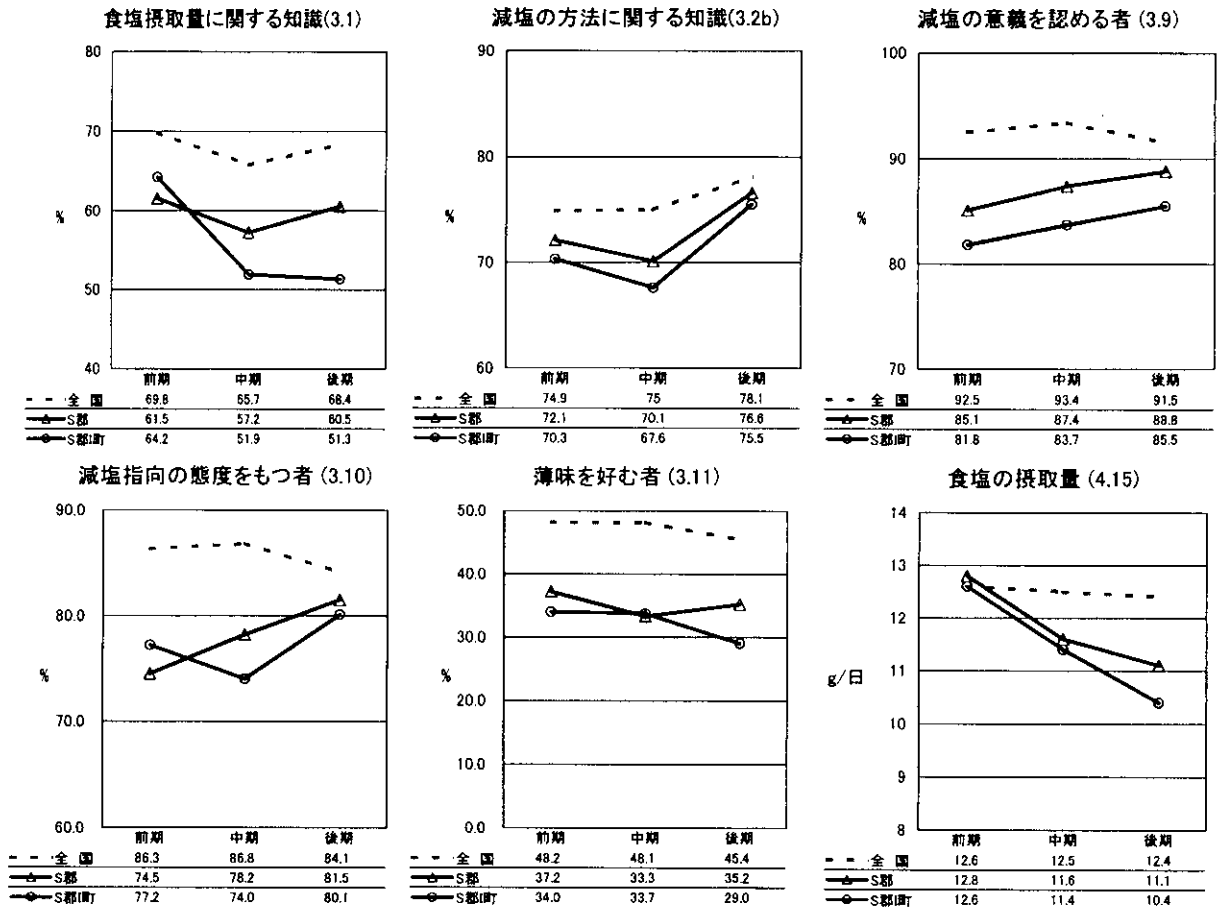 食塩摂取量に関する知識(3.1)
80
70
60
50
40
%
前期 中期 後期
全 国 69.8 65.7 68.4
S郡 61.5 57.2 60.5
S郡I町 64.2 51.9 51.3
減塩の方法に関する知識(3.2b)
90
80
70
60
%
前期 中期 後期
全 国 74.9 75 78.1
S郡 72.1 70.1 76.6
S郡I町 70.3 67.6 75.5
減塩の意義を認める者 (3.9)
100
90
80
70
%
前期 中期 後期
全 国 92.5 93.4 91.5
S郡 85.1 87.4 88.8
S郡I町 81.8 83.7 85.5
減塩指向の態度をもつ者 (3.10)
90.0
80.0
70.0
60.0
%
前期 中期 後期
全 国 86.3 86.8 84.1
S郡 74.5 78.2 81.5
S郡I町 77.2 74.0 80.1
薄味を好む者 (3.11)
50.0
40.0
30.0
20.0
10.0
0.0
%
前期 中期 後期
全 国 48.2 48.1 45.4
S郡 37.2 33.3 35.2
S郡I町 34.0 33.7 29.0
食塩の摂取量 (4.15)
14
13
12
11
10
9
8
g/日
前期 中期 後期
全 国 12.6 12.5 12.4
S郡 12.8 11.6 11.1
S郡I町 12.6 11.4 10.4